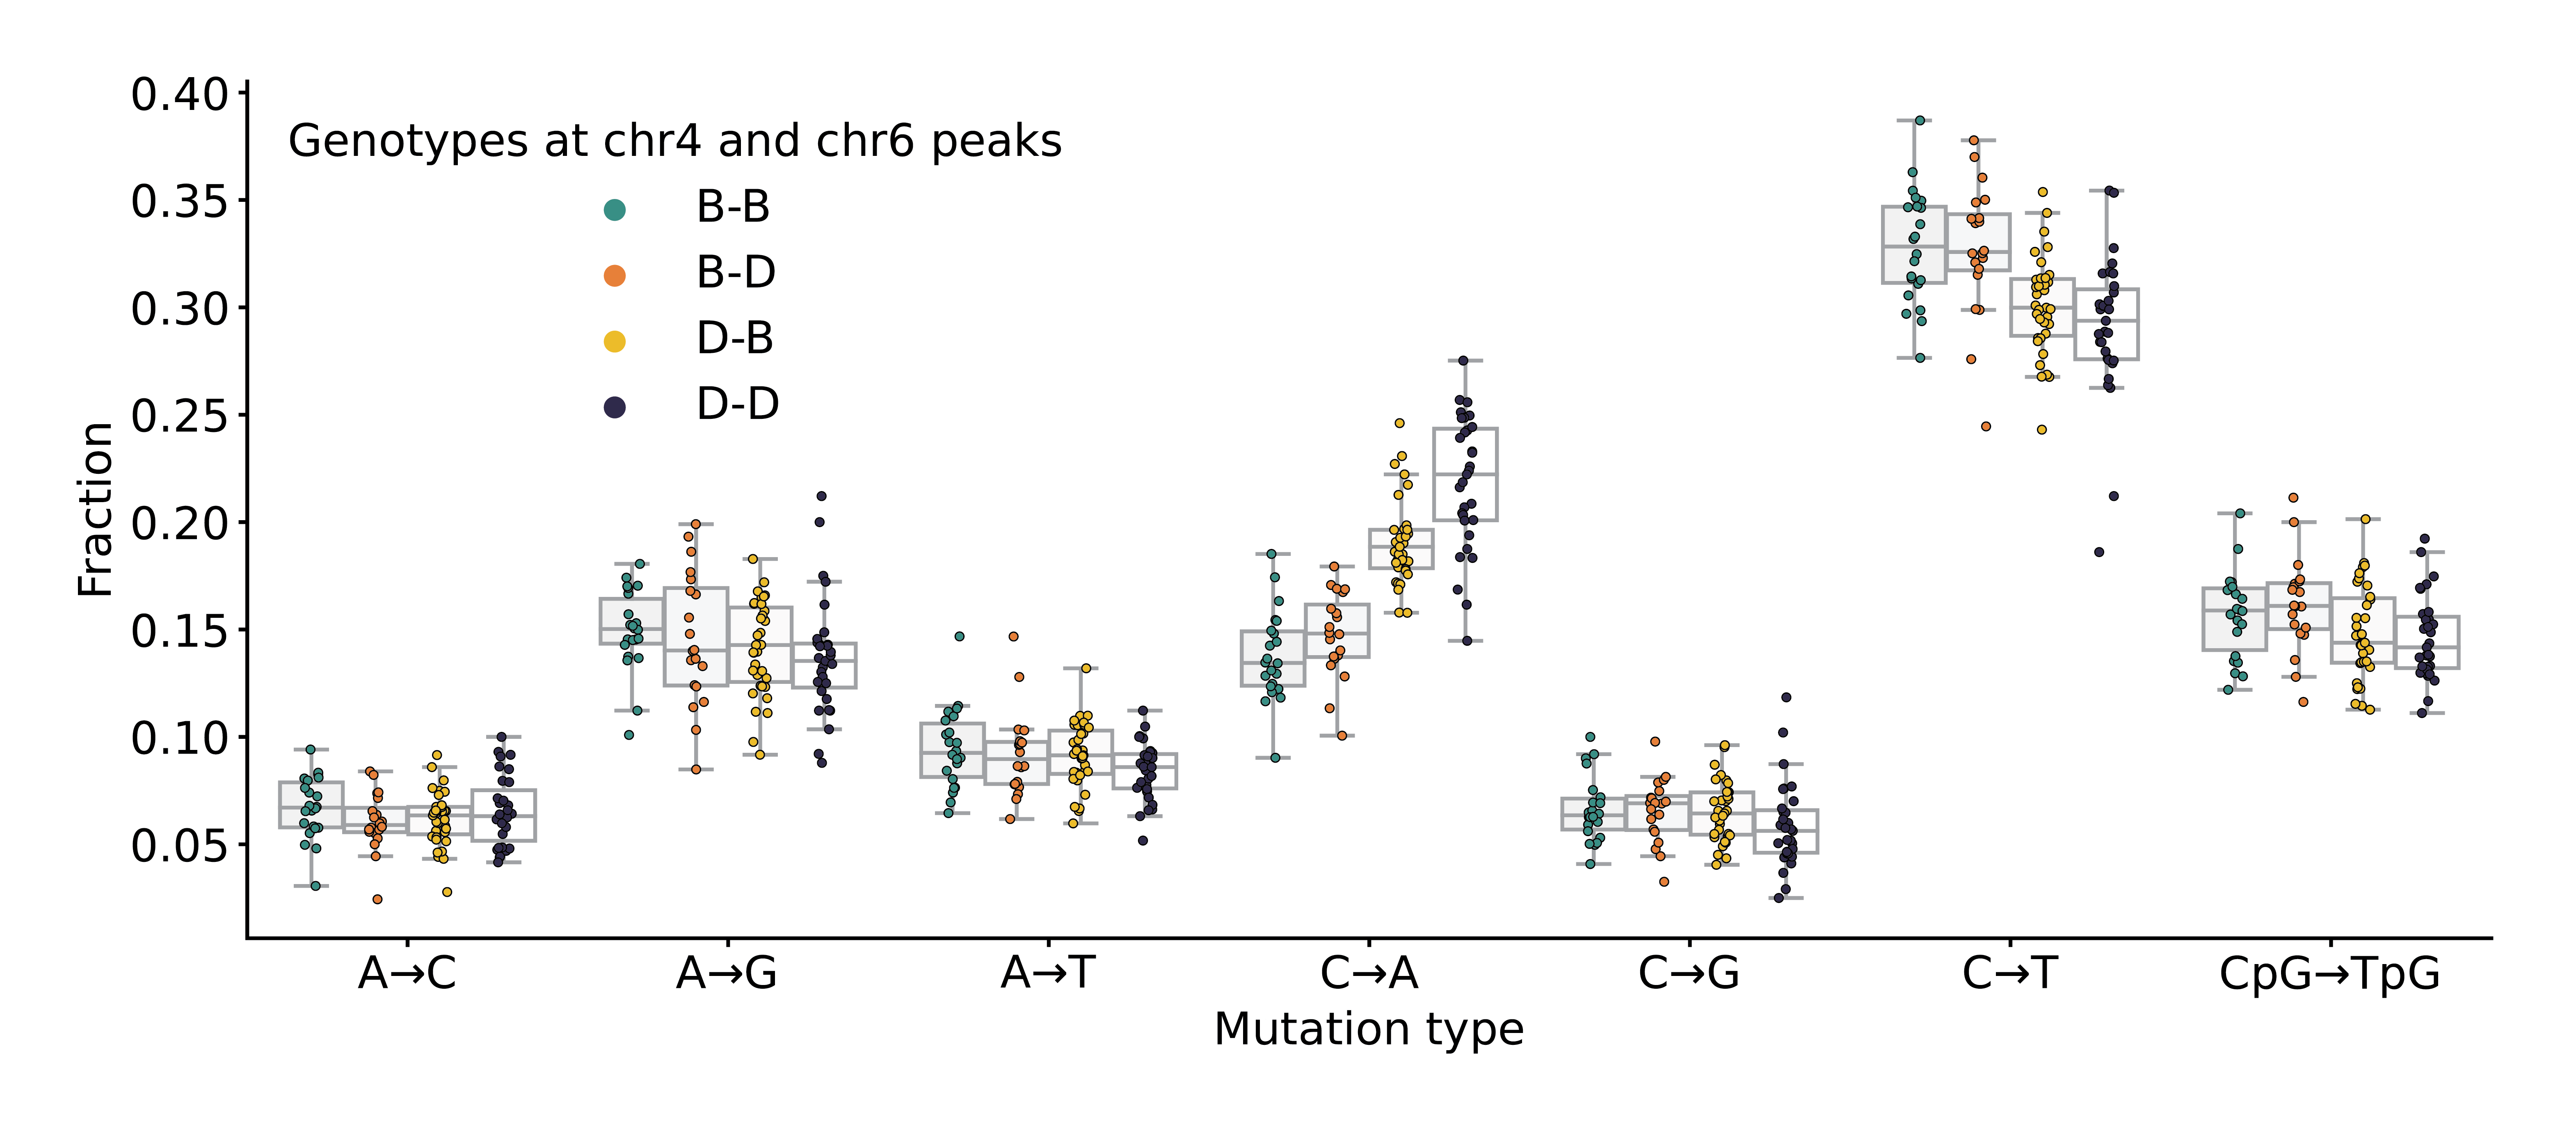 0.40
0.35
0.30
0.25
0.20
0.15
0.10
0.05
Fraction
Genotypes at chr4 and chr6 peaks
B-B
B-D
D-B
D-D
A→C
A→G
A→T
C→A
C→G
C→T
CpG→TpG
Mutation type